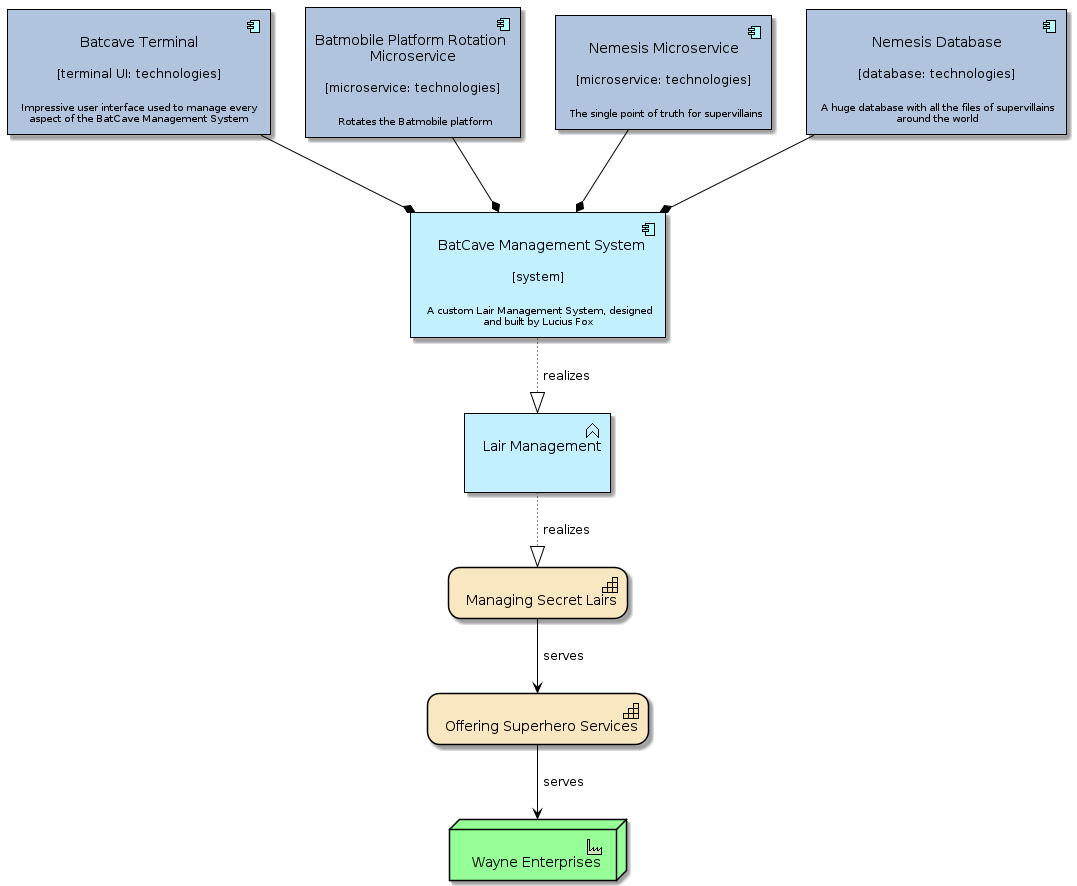 Batcave Terminal
[terminal UI: technologies]
Impressive user interface used to manage every
aspect of the BatCave Management System
Batmobile Platform Rotation
Microservice
[microservice: technologies]
Rotates the Batmobile platform
Nemesis Microservice
[microservice: technologies]
The single point of truth for supervillains
Nemesis Database
[database: technologies]
A huge database with all the files of supervillains
around the world
BatCave Management System
[system]
A custom Lair Management System, designed
and built by Lucius Fox
realizes
Lair Management
realizes
Managing Secret Lairs
serves
Offering Superhero Services
serves
Wayne Enterprises